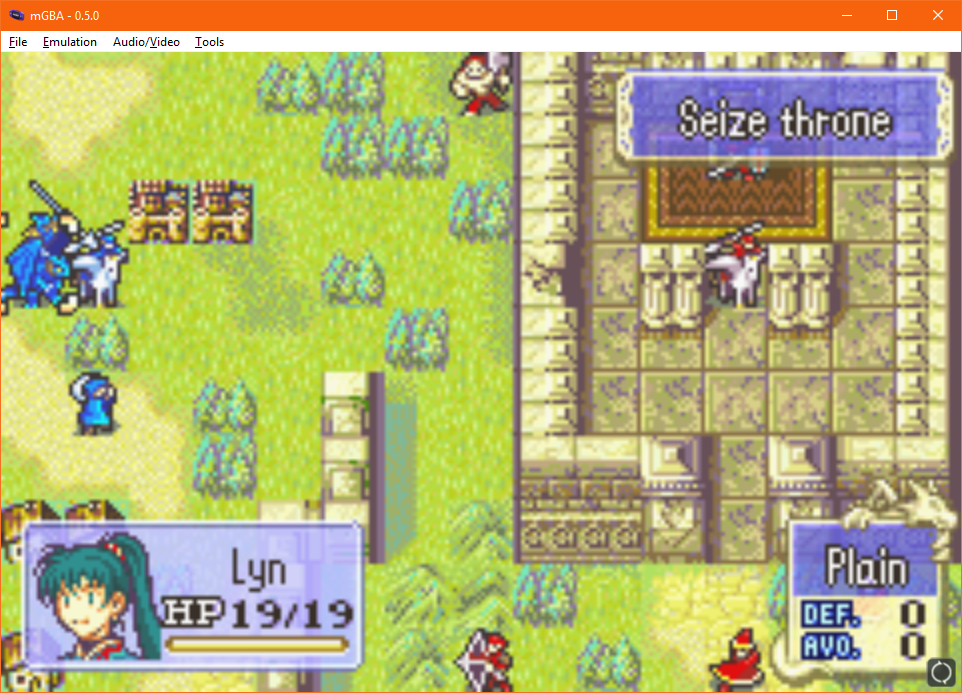 mGBA - 0.5.0
File Emulation Audio/Video Tools
Seize throne
Lyn
HP 19/19
Plain
DEF. 0
AVO. 0